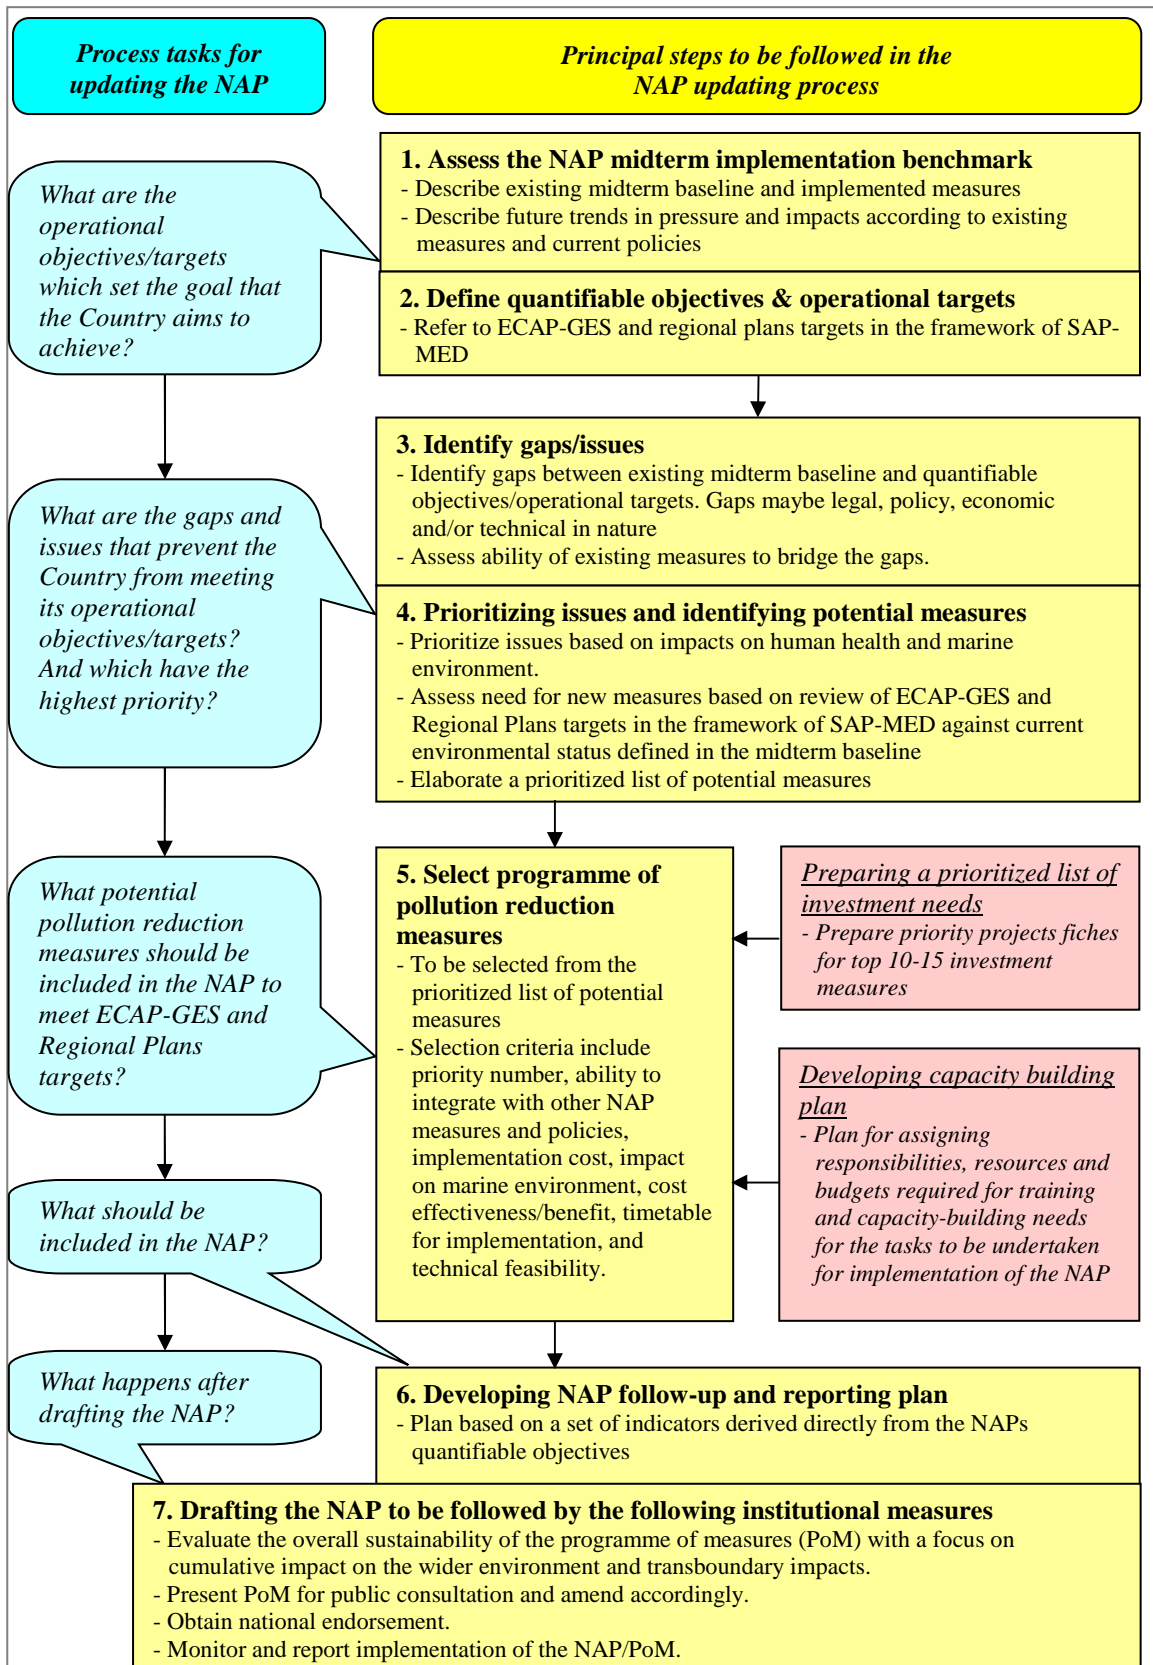 Process tasks for
updating the NAP
Principal steps to be followed in the
NAP updating process
What are the
operational
objectives/targets
which set the goal that
the Country aims to
achieve?
1. Assess the NAP midterm implementation benchmark
- Describe existing midterm baseline and implemented measures
- Describe future trends in pressure and impacts according to existing
measures and current policies
2. Define quantifiable objectives & operational targets
- Refer to ECAP-GES and regional plans targets in the framework of SAP-
MED
What are the gaps and
issues that prevent the
Country from meeting
its operational
objectives/targets?
And which have the
highest priority?
3. Identify gaps/issues
- Identify gaps between existing midterm baseline and quantifiable
objectives/operational targets. Gaps maybe legal, policy, economic
and/or technical in nature
- Assess ability of existing measures to bridge the gaps.
4. Prioritizing issues and identifying potential measures
- Prioritize issues based on impacts on human health and marine
environment.
- Assess need for new measures based on review of ECAP-GES and
Regional Plans targets in the framework of SAP-MED against current
environmental status defined in the midterm baseline
- Elaborate a prioritized list of potential measures
What potential
pollution reduction
measures should be
included in the NAP to
meet ECAP-GES and
Regional Plans
targets?
5. Select programme of
pollution reduction
measures
- To be selected from the
prioritized list of potential
measures
- Selection criteria include
priority number, ability to
integrate with other NAP
measures and policies,
implementation cost, impact
on marine environment, cost
effectiveness/benefit, timetable
for implementation, and
technical feasibility.
Preparing a prioritized list of
investment needs
- Prepare priority projects fiches
for top 10-15 investment
measures
Developing capacity building
plan
- Plan for assigning
responsibilities, resources and
budgets required for training
and capacity-building needs
for the tasks to be undertaken
for implementation of the NAP
What should be
included in the NAP?
What happens after
drafting the NAP?
6. Developing NAP follow-up and reporting plan
- Plan based on a set of indicators derived directly from the NAPs
quantifiable objectives
7. Drafting the NAP to be followed by the following institutional measures
- Evaluate the overall sustainability of the programme of measures (PoM) with a focus on
cumulative impact on the wider environment and transboundary impacts.
- Present PoM for public consultation and amend accordingly.
- Obtain national endorsement.
- Monitor and report implementation of the NAP/PoM.